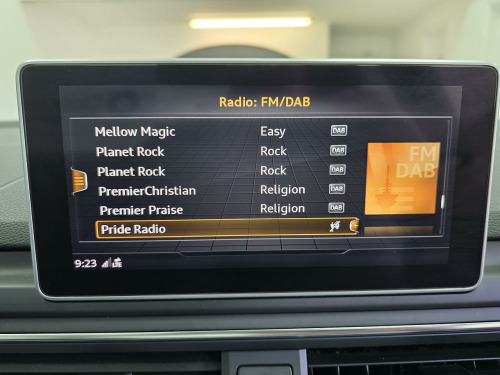 Radio: FM/DAB
Mellow Magic Easy DAB
Planet Rock Rock DAB
Planet Rock Rock DAB
PremierChristian Religion DAB
Premier Praise Religion DAB
Pride Radio
FM
DAB
9:23 LTE